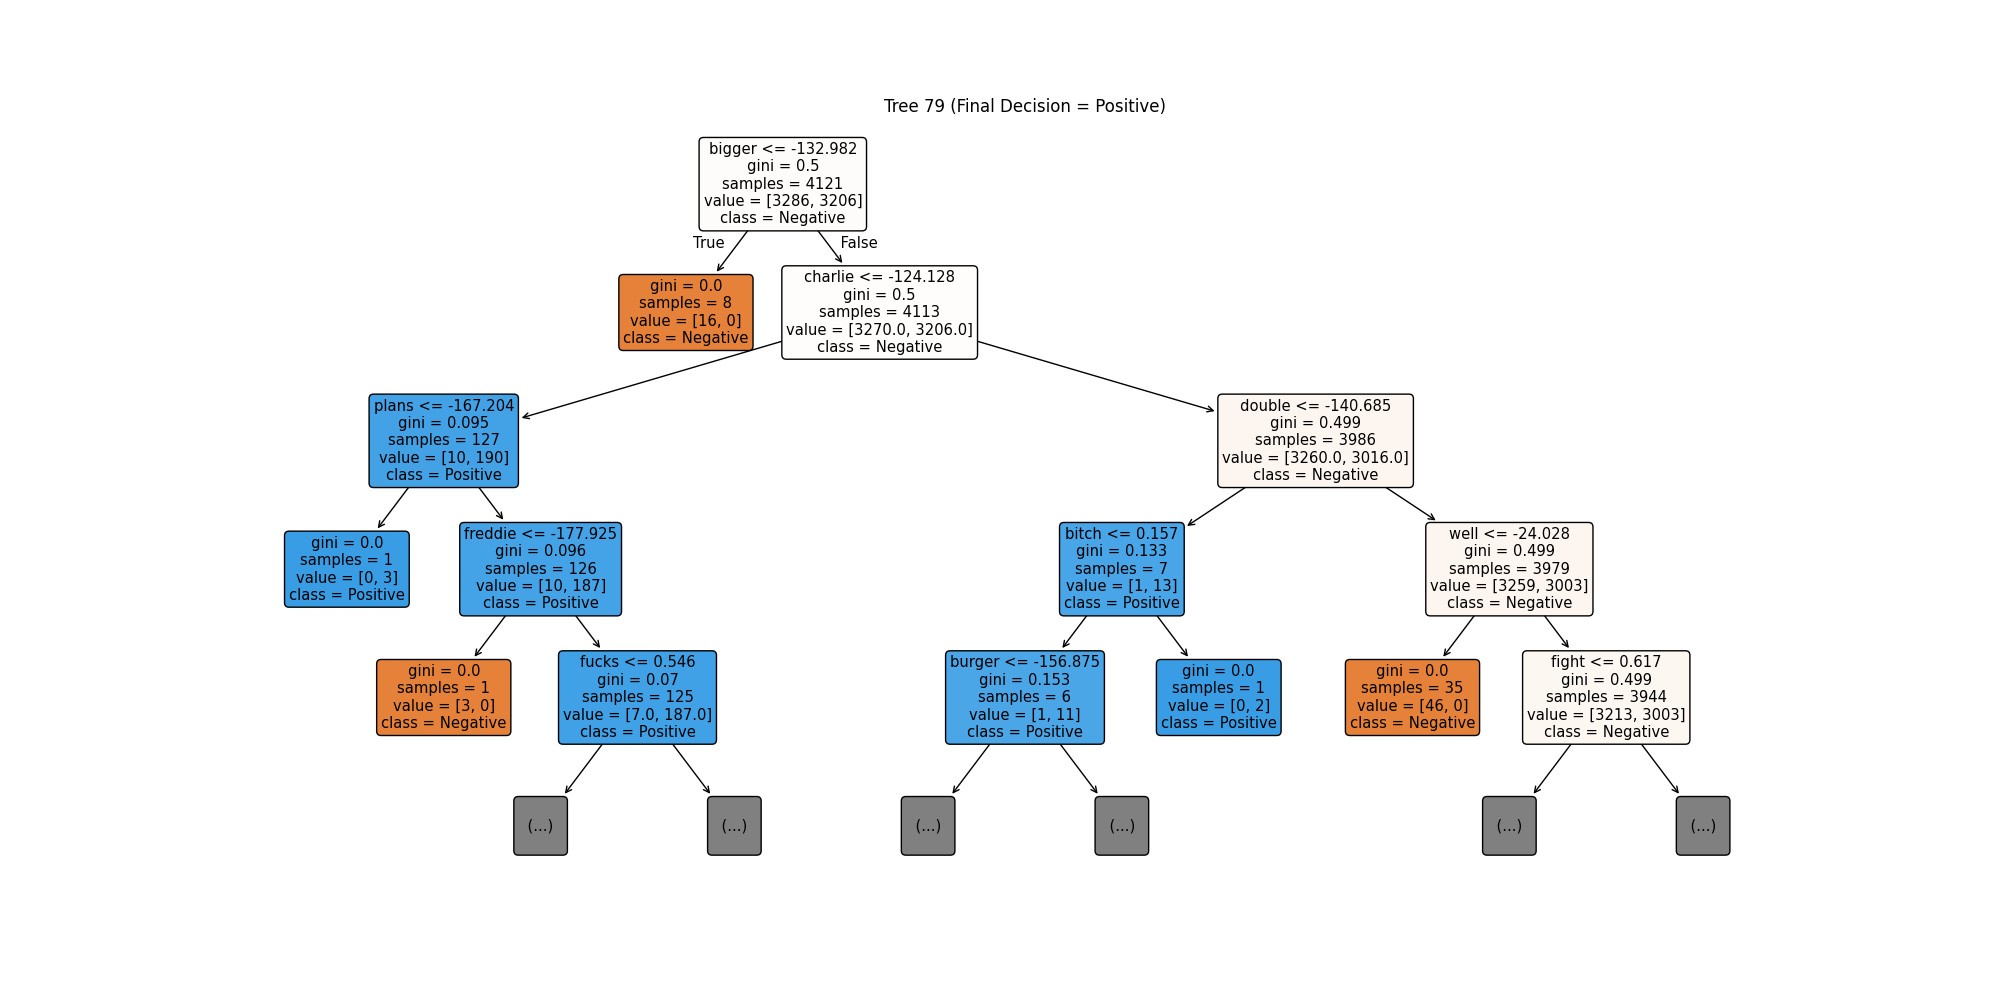 Tree 79 (Final Decision = Positive)
bigger <= -132.982
gini = 0.5
samples = 4121
value = [3286, 3206]
class = Negative
True
False
gini = 0.0
samples = 8
value = [16, 0]
class = Negative
charlie <= -124.128
gini = 0.5
samples = 4113
value = [3270.0, 3206.0]
class = Negative
plans <= -167.204
gini = 0.095
samples = 127
value = [10, 190]
class = Positive
double <= -140.685
gini = 0.499
samples = 3986
value = [3260.0, 3016.0]
class = Negative
gini = 0.0
samples = 1
value = [0, 3]
class = Positive
freddie <= -177.925
gini = 0.096
samples = 126
value = [10, 187]
class = Positive
bitch <= 0.157
gini = 0.133
samples = 7
value = [1, 13]
class = Positive
well <= -24.028
gini = 0.499
samples = 3979
value = [3259, 3003]
class = Negative
gini = 0.0
samples = 1
value = [3, 0]
class = Negative
fucks <= 0.546
gini = 0.07
samples = 125
value = [7.0, 187.0]
class = Positive
burger <= -156.875
gini = 0.153
samples = 6
value = [1, 11]
class = Positive
gini = 0.0
samples = 1
value = [0, 2]
class = Positive
gini = 0.0
samples = 35
value = [46, 0]
class = Negative
fight <= 0.617
gini = 0.499
samples = 3944
value = [3213, 3003]
class = Negative
(...)
(...)
(...)
(...)
(...)
(...)